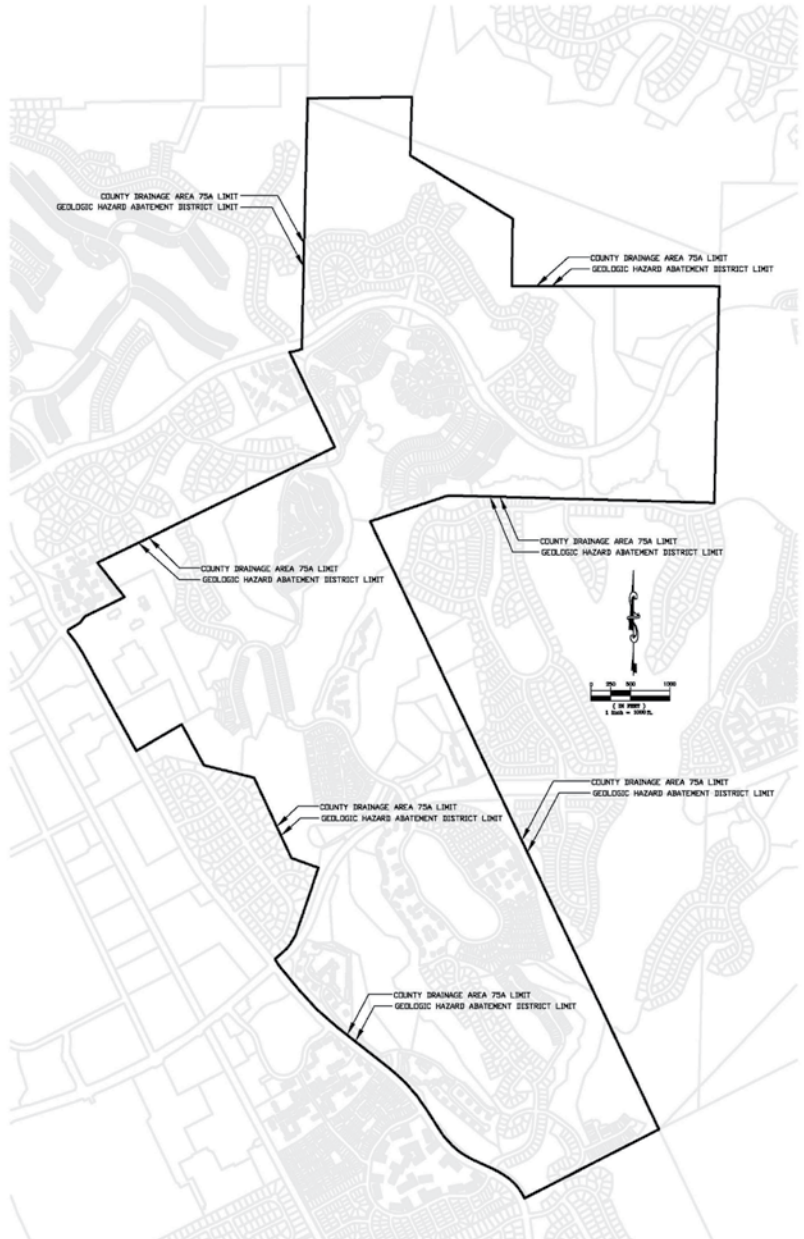 COUNTY DRAINAGE AREA 75A LIMIT
GEOLOGIC HAZARD ABATEMENT DISTRICT LIMIT
COUNTY DRAINAGE AREA 75A LIMIT
GEOLOGIC HAZARD ABATEMENT DISTRICT LIMIT
COUNTY DRAINAGE AREA 75A LIMIT
GEOLOGIC HAZARD ABATEMENT DISTRICT LIMIT
COUNTY DRAINAGE AREA 75A LIMIT
GEOLOGIC HAZARD ABATEMENT DISTRICT LIMIT
0 250 500 1000
( IN FEET )
1 inch = 1000 ft.
COUNTY DRAINAGE AREA 75A LIMIT
GEOLOGIC HAZARD ABATEMENT DISTRICT LIMIT
COUNTY DRAINAGE AREA 75A LIMIT
GEOLOGIC HAZARD ABATEMENT DISTRICT LIMIT
COUNTY DRAINAGE AREA 75A LIMIT
GEOLOGIC HAZARD ABATEMENT DISTRICT LIMIT